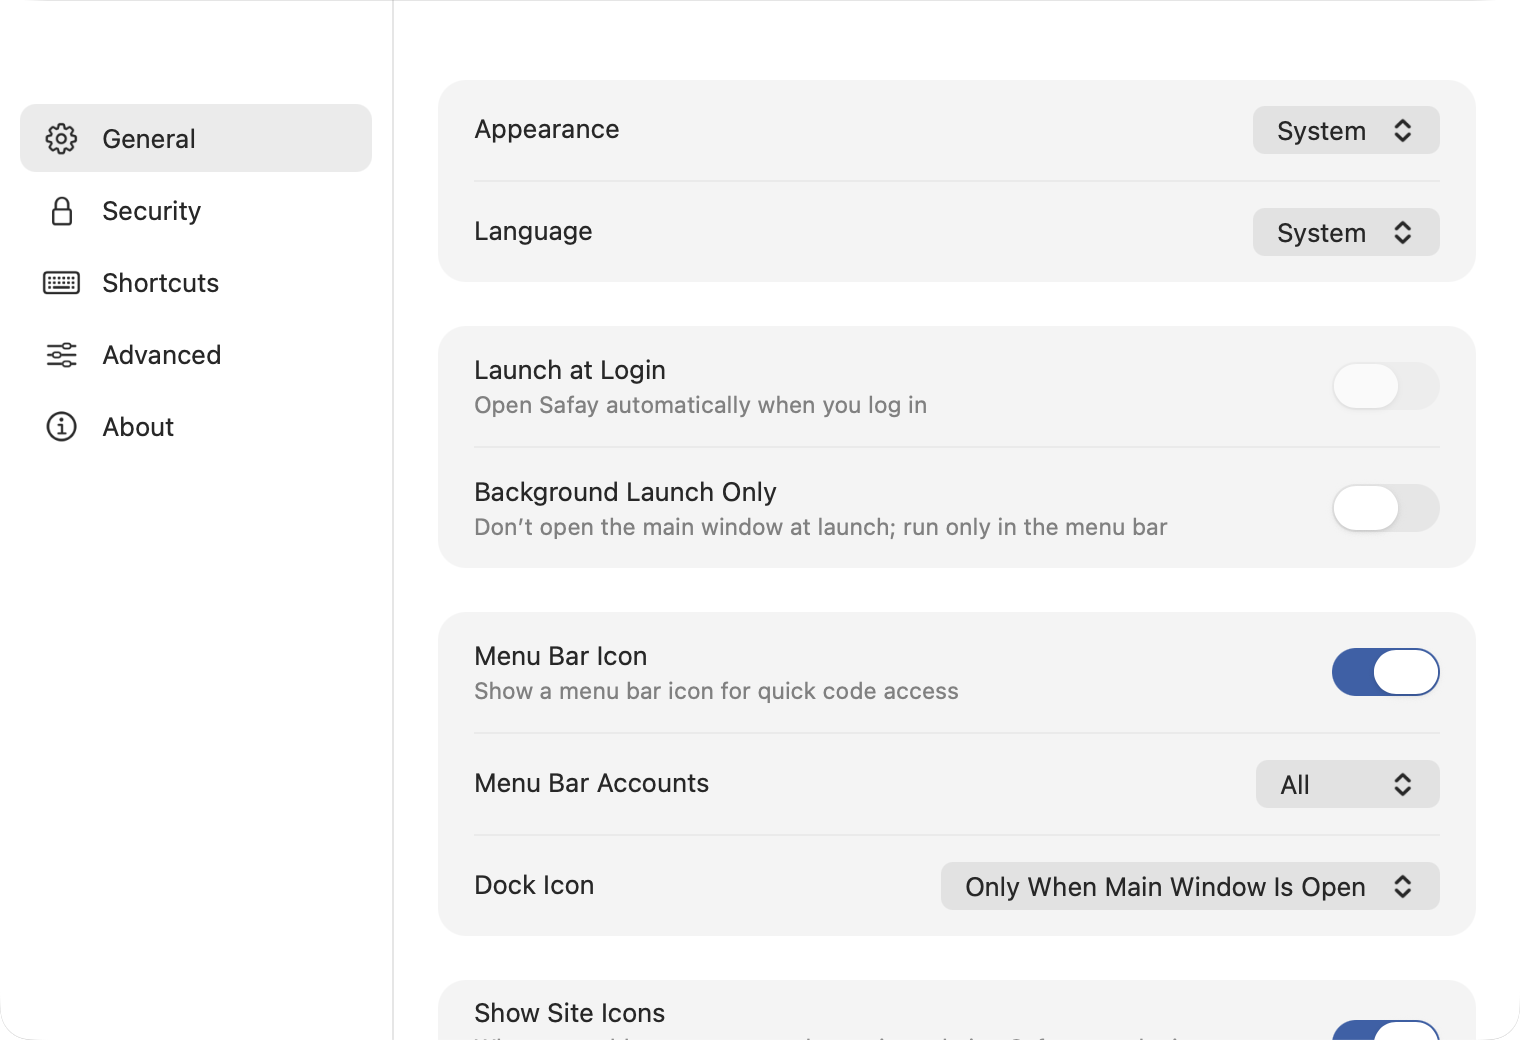 General
Security
Shortcuts
Advanced
About
Appearance
System
Language
System
Launch at Login
Open Safay automatically when you log in
Background Launch Only
Don’t open the main window at launch; run only in the menu bar
Menu Bar Icon
Show a menu bar icon for quick code access
Menu Bar Accounts
All
Dock Icon
Only When Main Window Is Open
Show Site Icons